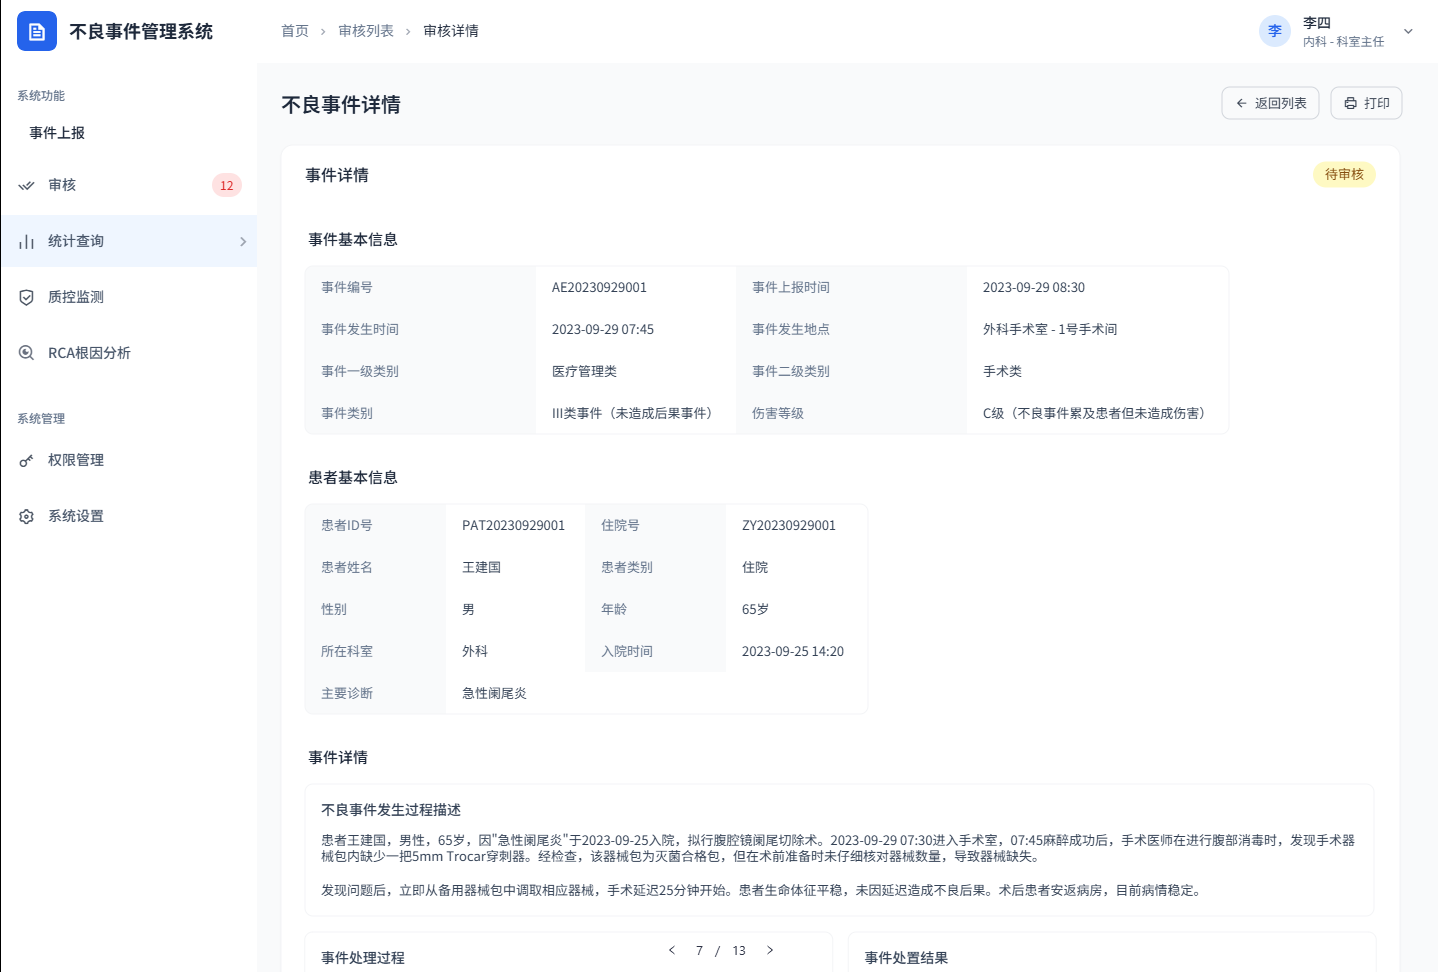 不良事件管理系统
首页 > 审核列表 > 审核详情
李 李四
内科 - 科室主任
系统功能
事件上报
审核 12
统计查询
质控监测
RCA根因分析
系统管理
权限管理
系统设置
不良事件详情
返回列表 打印
事件详情 待审核
事件基本信息
事件编号 AE20230929001 事件上报时间 2023-09-29 08:30
事件发生时间 2023-09-29 07:45 事件发生地点 外科手术室 - 1号手术间
事件一级类别 医疗管理类 事件二级类别 手术类
事件类别 III类事件（未造成后果事件） 伤害等级 C级（不良事件累及患者但未造成伤害）
患者基本信息
患者ID号 PAT20230929001 住院号 ZY20230929001
患者姓名 王建国 患者类别 住院
性别 男 年龄 65岁
所在科室 外科 入院时间 2023-09-25 14:20
主要诊断 急性阑尾炎
事件详情
不良事件发生过程描述
患者王建国，男性，65岁，因"急性阑尾炎"于2023-09-25入院，拟行腹腔镜阑尾切除术。2023-09-29 07:30进入手术室，07:45麻醉成功后，手术医师在进行腹部消毒时，发现手术器
械包内缺少一把5mm Trocar穿刺器。经检查，该器械包为灭菌合格包，但在术前准备时未仔细核对器械数量，导致器械缺失。
发现问题后，立即从备用器械包中调取相应器械，手术延迟25分钟开始。患者生命体征平稳，未因延迟造成不良后果。术后患者安返病房，目前病情稳定。
事件处理过程 事件处置结果
< 7 / 13 >